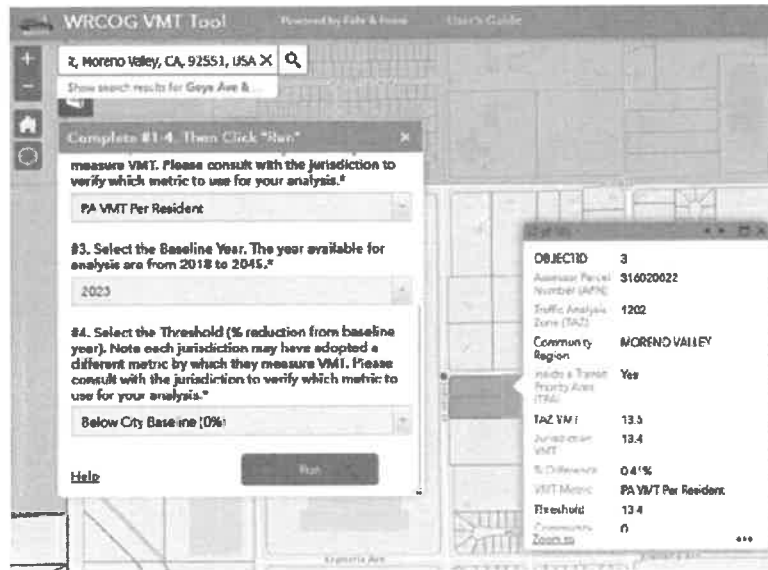 WRCOG VMT Tool
Powered by Fehr & Peers
User's Guide
t, Moreno Valley, CA, 92553, USA
Show search results for Goya Ave &
Complete #1-4. Then Click "Run"
measure VMT. Please consult with the jurisdiction to
verify which metric to use for your analysis.*
PA VMT Per Resident
#3. Select the Baseline Year. The year available for
analysis are from 2018 to 2045.*
2023
#4. Select the Threshold (% reduction from baseline
year). Note each jurisdiction may have adopted a
different metric by which they measure VMT. Please
consult with the jurisdiction to verify which metric to
use for your analysis.*
Below City Baseline (0%)
Help
Run
OBJECTID 3
Assessor Parcel
Number (APN) 316020022
Traffic Analysis
Zone (TAZ) 1202
Community
Region MORENO VALLEY
Inside a Transit
Priority Area
(TPA) Yes
TAZ VMT 13.5
Jurisdiction
VMT 13.4
% Difference 0.41%
VMT Metric PA VMT Per Resident
Threshold 13.4
Community 0
Zoom to
Krameria Ave
Krameria Ave